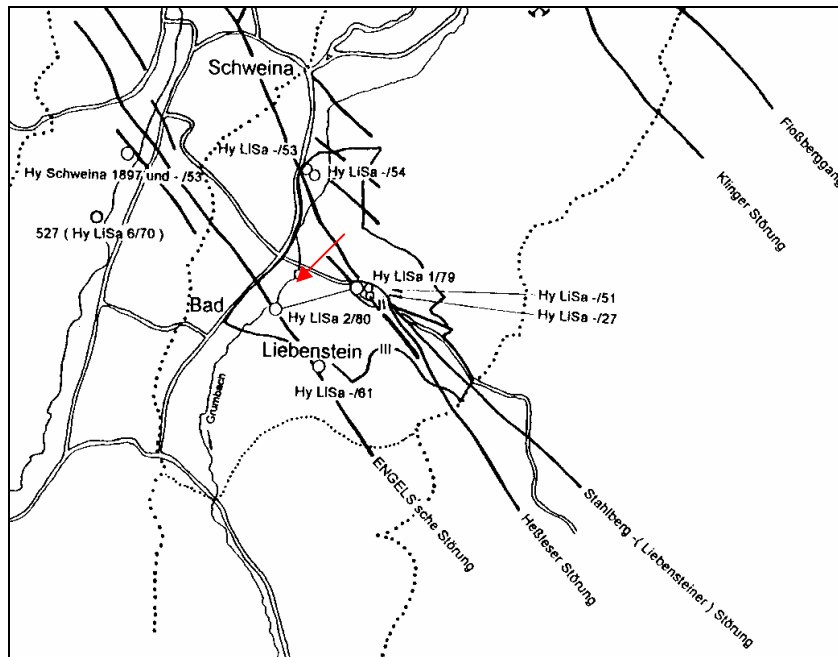 Schweina
Floßberggang
Hy LISa -/53
Hy LiSa -/54
Klinger Störung
Hy Schweina 1897 und - /53
527 ( Hy LiSa 6/70 )
Hy LISa 1/79
Hy LiSa -/51
Hy LiSa -/27
Bad
Hy LISa 2/80
Liebenstein
III
Hy LISa -/61
Grumbach
ENGELS'sche Störung
Heßleser Störung
Stahlberg -( Liebensteiner ) Störung